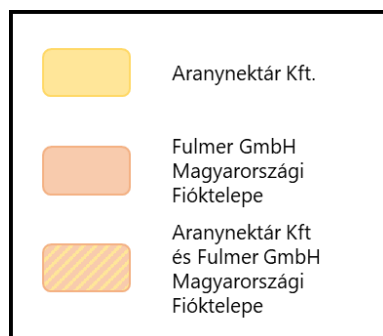 Aranynektár Kft.
Fulmer GmbH
Magyarországi
Fióktelepe
Aranynektár Kft
és Fulmer GmbH
Magyarországi
Fióktelepe